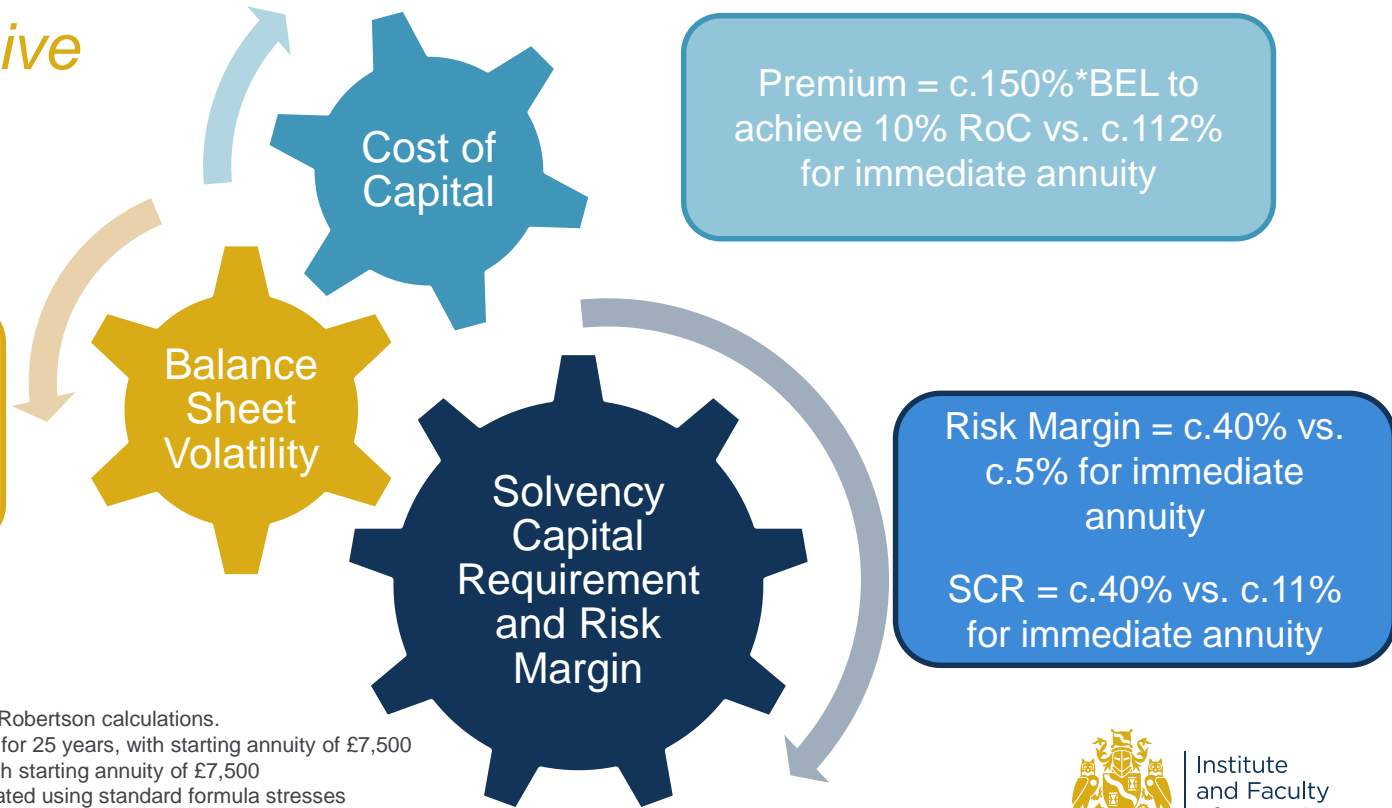 ive
Cost of
Capital
Premium = c.150%*BEL to
achieve 10% RoC vs. c.112%
for immediate annuity
Balance
Sheet
Volatility
Solvency
Capital
Requirement
and Risk
Margin
Risk Margin = c.40% vs.
c.5% for immediate
annuity
SCR = c.40% vs. c.11%
for immediate annuity
Robertson calculations.
for 25 years, with starting annuity of £7,500
h starting annuity of £7,500
ated using standard formula stresses
Institute
and Faculty